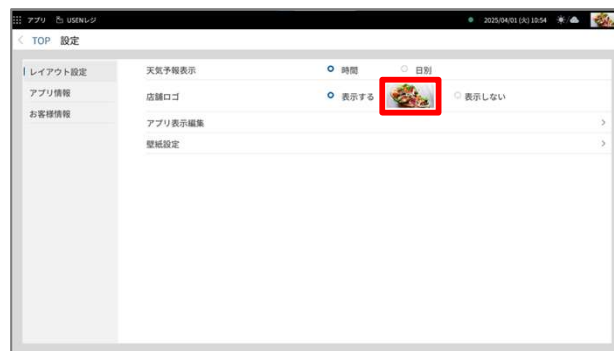 アプリ USENレジ 2025/04/01 (火) 10:54
< TOP 設定
レイアウト設定 天気予報表示 時間 日別
アプリ情報 店舗ロゴ 表示する 表示しない
お客様情報 アプリ表示編集 >
壁紙設定 >